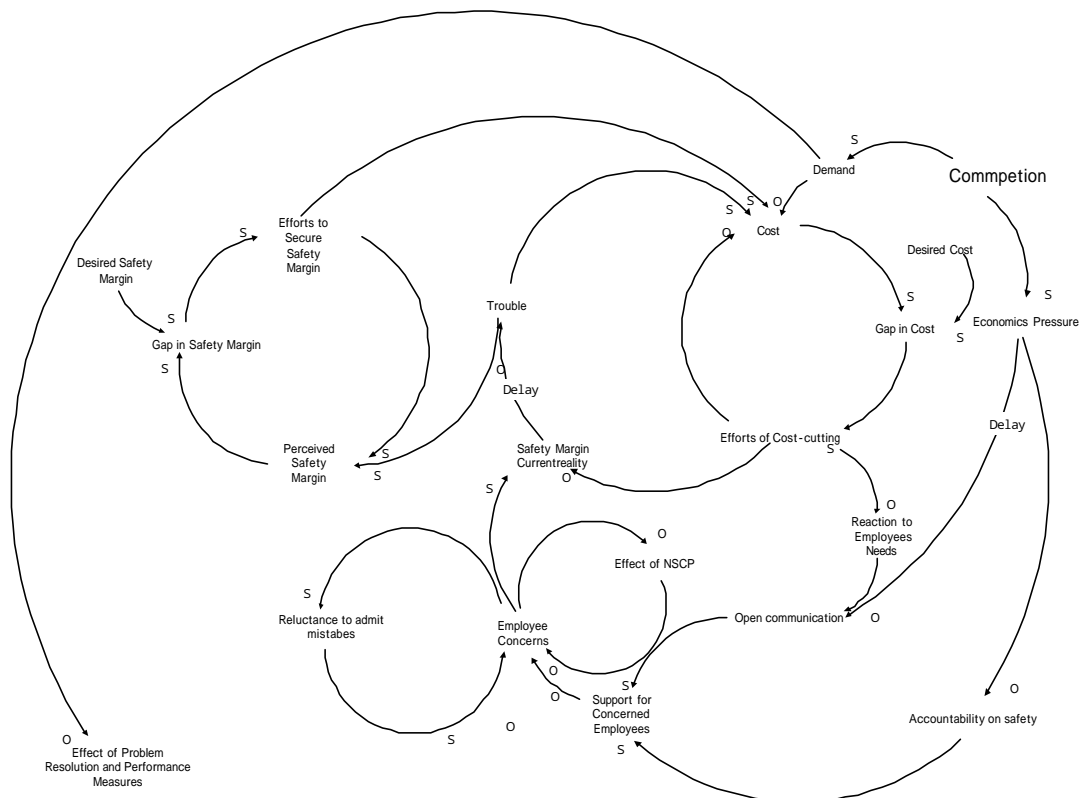 S
Demand
Commpetion
S
S
O
S
Efforts to
Secure
Safety
Margin
S
O
Cost
Desired Cost
Desired Safety
Margin
S
S
S
Trouble
S
Gap in Safety Margin
Gap in Cost
Economics Pressure
S
S
O
Delay
Delay
Efforts of Cost-cutting
S
Perceived
Safety
Margin
S
S
Safety Margin
Currentreality
O
S
O
Reaction to
Employees
Needs
O
Effect of NSCP
S
Reluctance to admit
mistabes
Employee
Concerns
Open communication
O
O
O
S
Support for
Concerned
Employees
S
O
Accountability on safety
O
S
O
Effect of Problem
Resolution and Performance
Measures